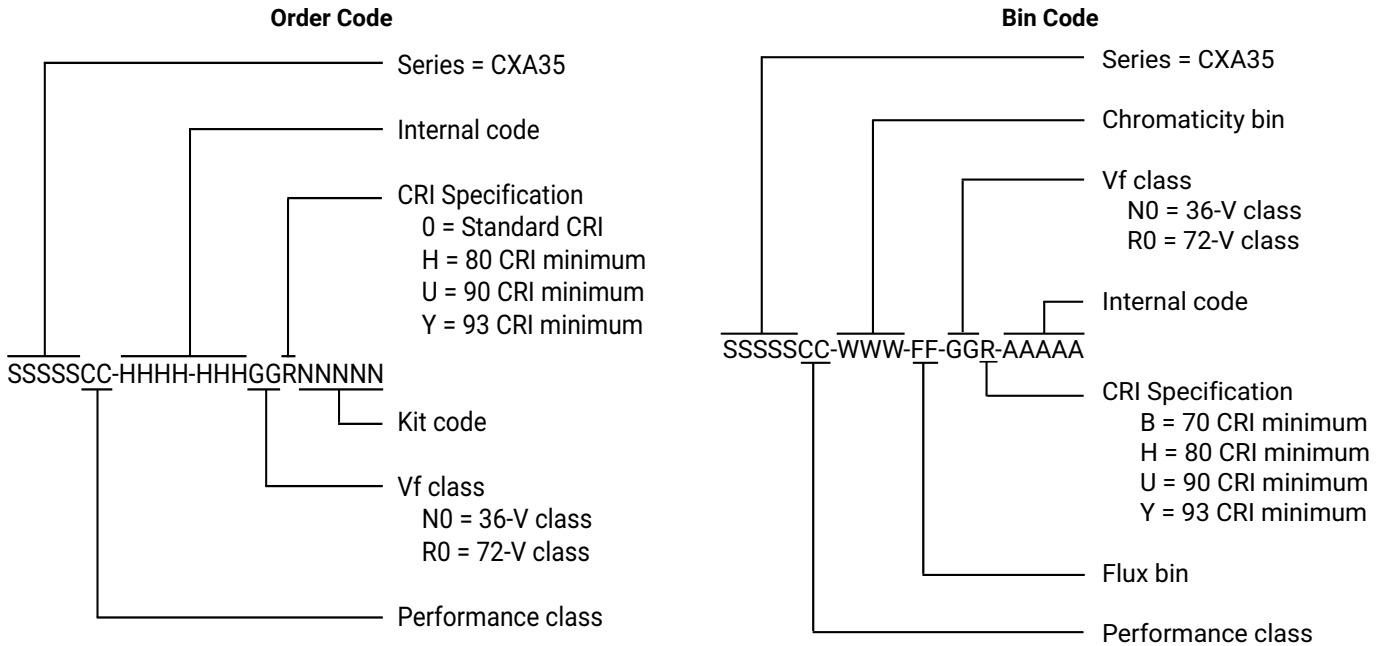 Order Code
Series = CXA35
Internal code
CRI Specification
0 = Standard CRI
H = 80 CRI minimum
U = 90 CRI minimum
Y = 93 CRI minimum
SSSSSCC-HHHH-HHHGGRNNNNN
Kit code
Vf class
N0 = 36-V class
R0 = 72-V class
Performance class
Bin Code
Series = CXA35
Chromaticity bin
Vf class
N0 = 36-V class
R0 = 72-V class
Internal code
SSSSSCC-WWW-FF-GGR-AAAAA
CRI Specification
B = 70 CRI minimum
H = 80 CRI minimum
U = 90 CRI minimum
Y = 93 CRI minimum
Flux bin
Performance class